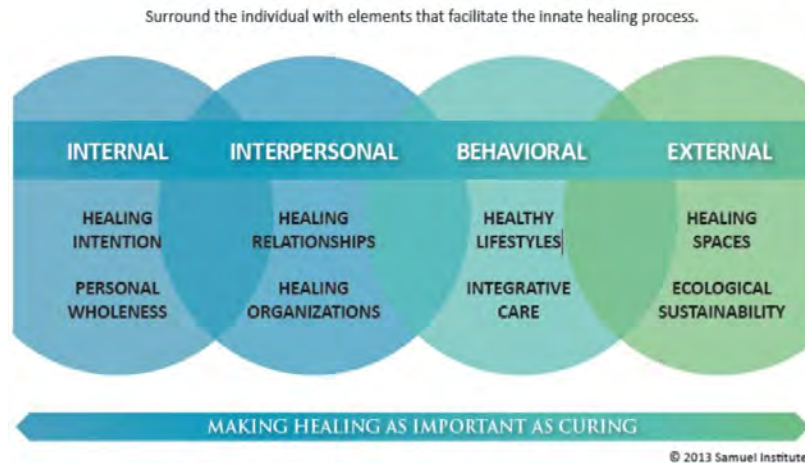 Surround the individual with elements that facilitate the innate healing process.
INTERNAL
INTERPERSONAL
BEHAVIORAL
EXTERNAL
HEALING
INTENTION
PERSONAL
WHOLENESS
HEALING
RELATIONSHIPS
HEALING
ORGANIZATIONS
HEALTHY
LIFESTYLES
INTEGRATIVE
CARE
HEALING
SPACES
ECOLOGICAL
SUSTAINABILITY
MAKING HEALING AS IMPORTANT AS CURING
© 2013 Samuel Institute